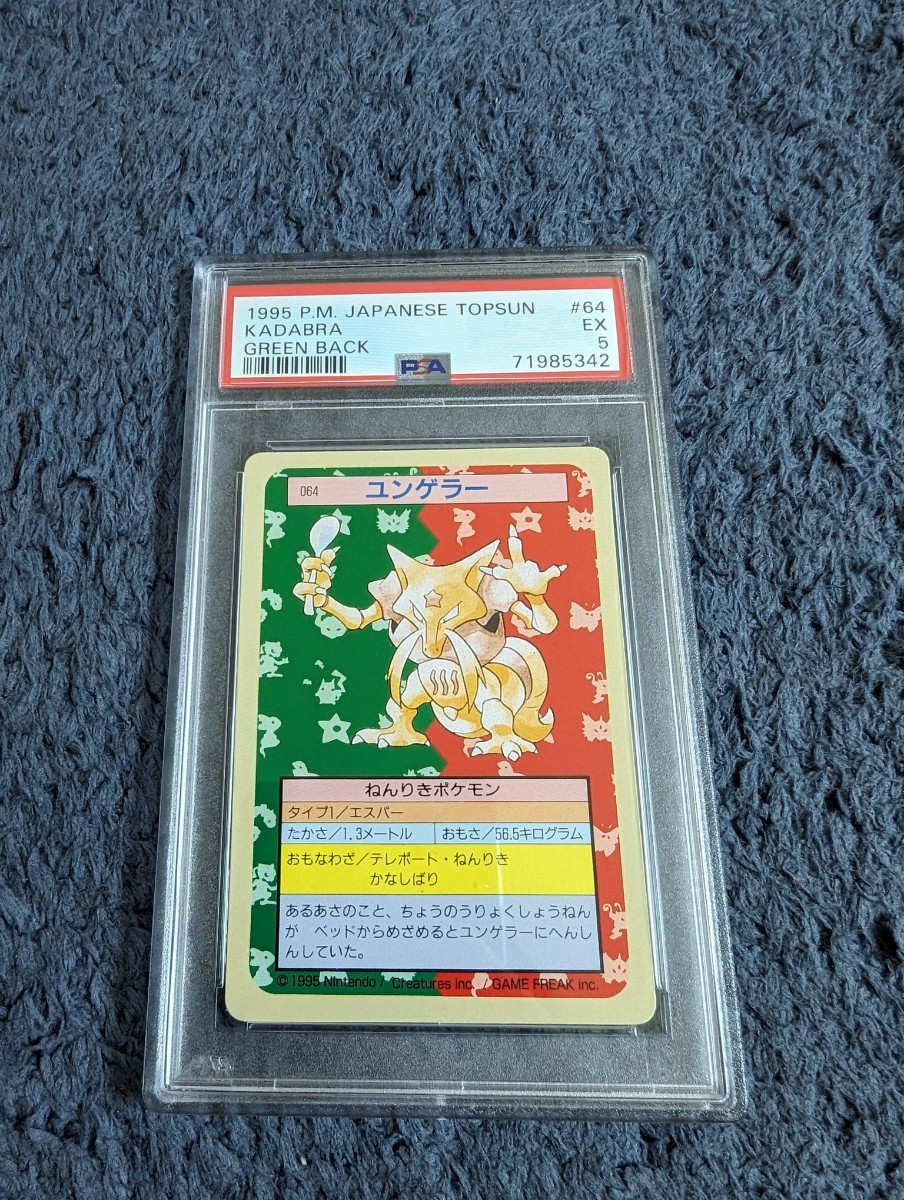 1995 P.M. JAPANESE TOPSUN #64
KADABRA EX
GREEN BACK 5
PSA 71985342
064 ユンゲラー
ねんりきポケモン
タイプ1/エスパー
たかさ/1.3メートル おもさ/56.5キログラム
おもなわざ/テレポート・ねんりき
かなしばり
あるあさのこと、ちょうのうりょくしょうねん
が ベッドからめざめるとユンゲラーにへんし
んしていた。
©1995 Nintendo / Creatures inc. / GAME FREAK inc.